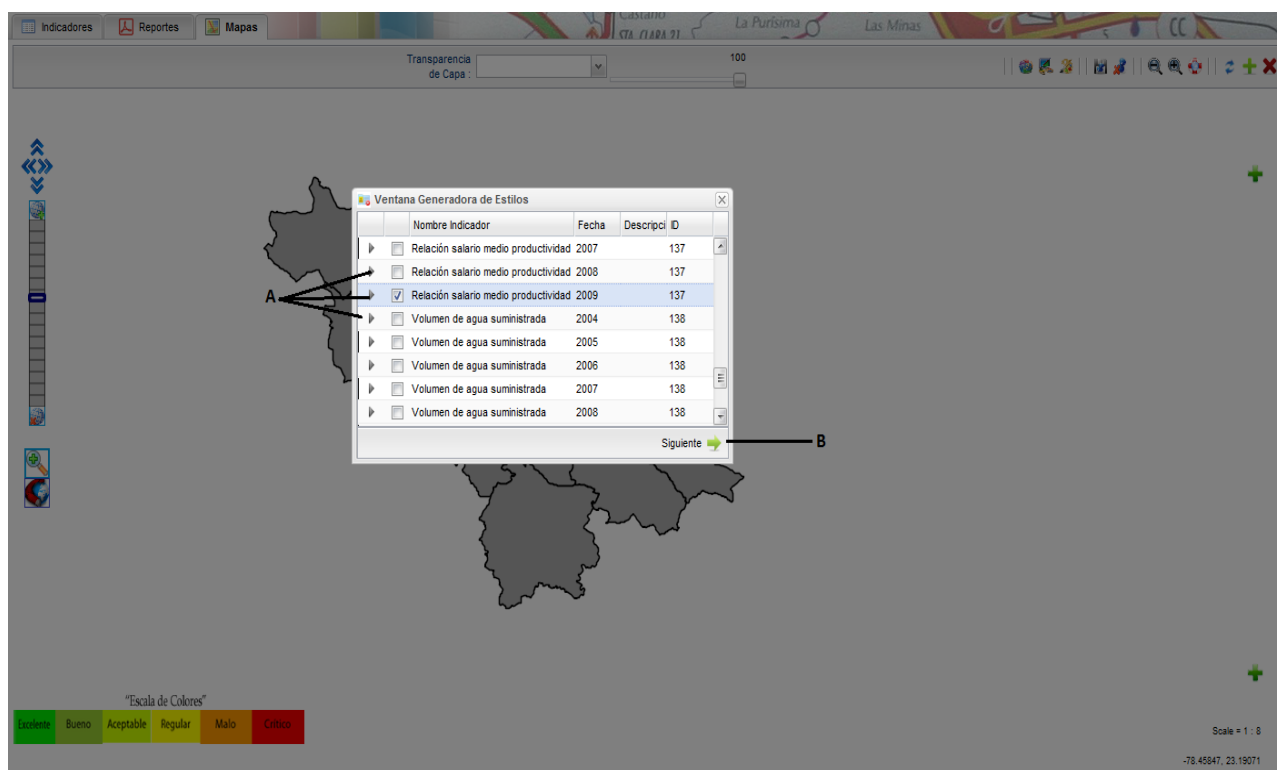 Indicadores Reportes Mapas
Castaño La Purísima Las Minas CC
STA. CLARA 21
Transparencia 100
de Capa :
Ventana Generadora de Estilos
Nombre Indicador Fecha Descripci ID
Relación salario medio productividad 2007 137
Relación salario medio productividad 2008 137
A Relación salario medio productividad 2009 137
Volumen de agua suministrada 2004 138
Volumen de agua suministrada 2005 138
Volumen de agua suministrada 2006 138
Volumen de agua suministrada 2007 138
Volumen de agua suministrada 2008 138
Siguiente B
"Escala de Colores"
Excelente Bueno Aceptable Regular Malo Crítico
Scale = 1 : 8
-78.45847, 23.19071